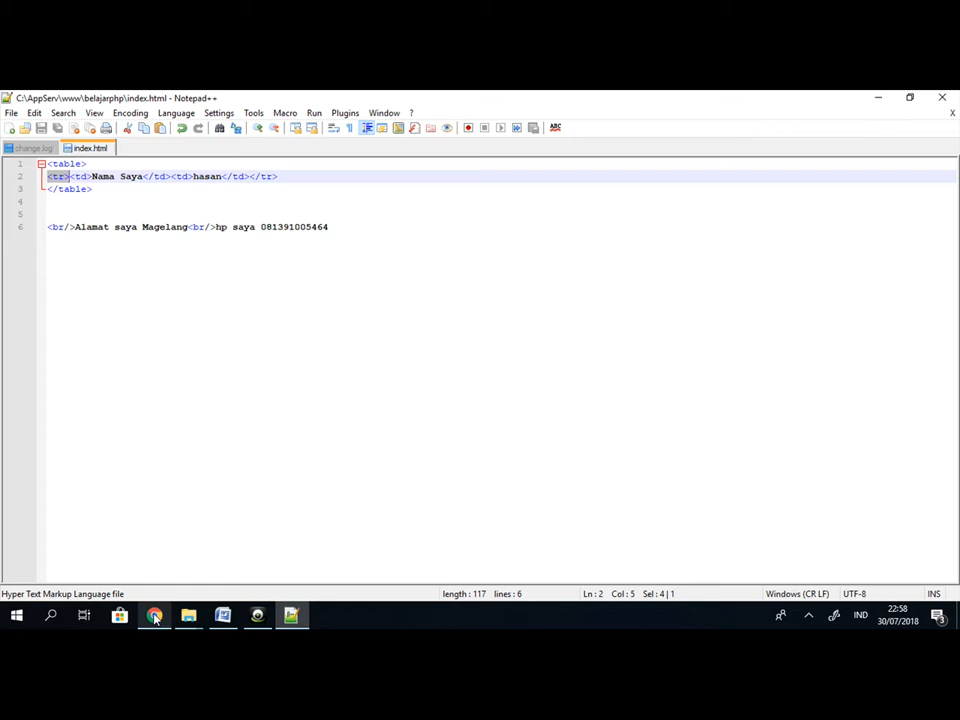 C:\AppServ\www\belajarphp\index.html - Notepad++
File Edit Search View Encoding Language Settings Tools Macro Run Plugins Window ? X
change.log index.html
1 <table>
2 <tr><td>Nama Saya</td><td>hasan</td></tr>
3 </table>
4
5
6 <br/>Alamat saya Magelang<br/>hp saya 081391005464
Hyper Text Markup Language file length : 117 lines : 6 Ln : 2 Col : 5 Sel : 4 | 1 Windows (CR LF) UTF-8 INS
IND 22:58
30/07/2018 3